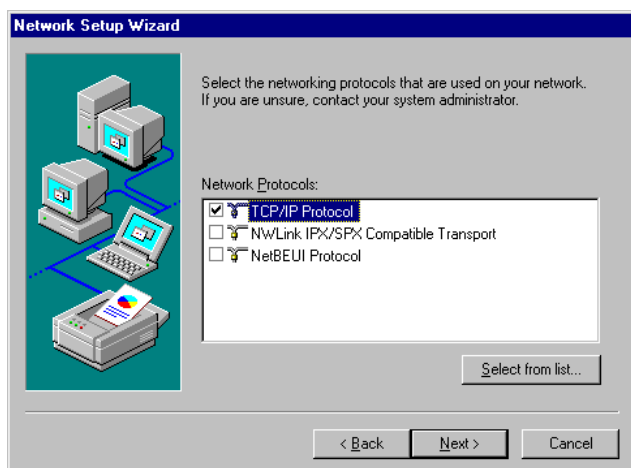 Network Setup Wizard
Select the networking protocols that are used on your network.
If you are unsure, contact your system administrator.
Network Protocols:
TCP/IP Protocol
NWLink IPX/SPX Compatible Transport
NetBEUI Protocol
Select from list...
< Back
Next >
Cancel